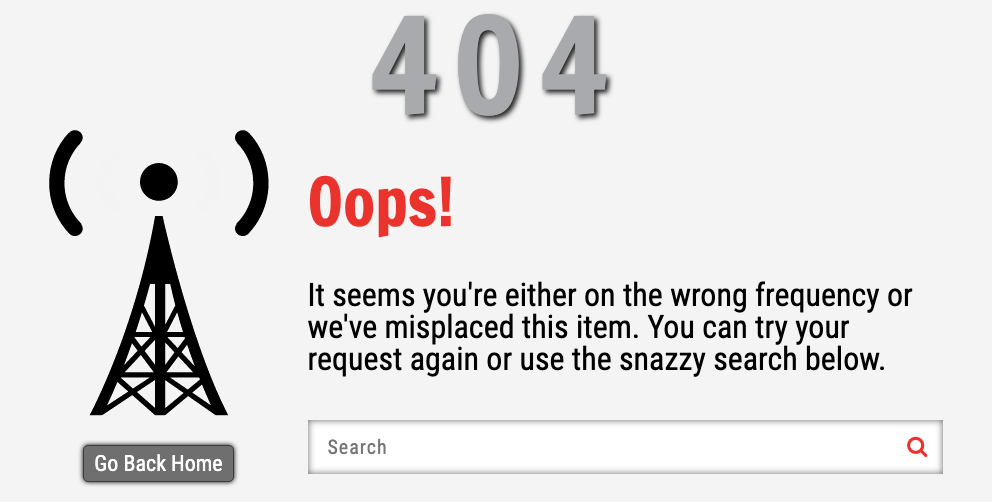 404
Oops!
It seems you're either on the wrong frequency or
we've misplaced this item. You can try your
request again or use the snazzy search below.
Search
Go Back Home